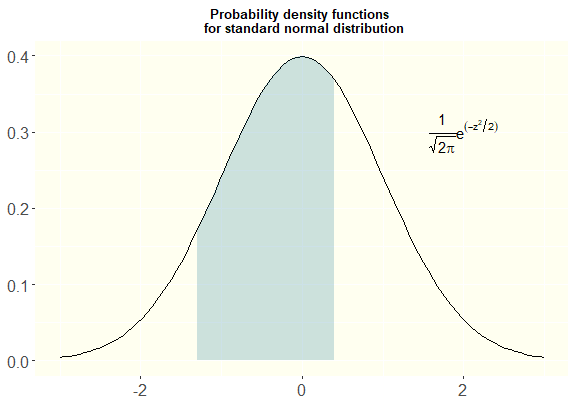 Probability density functions
for standard normal distribution
0.4
0.3
0.2
0.1
0.0
1
√2π
e(−z²/2)
-2
0
2